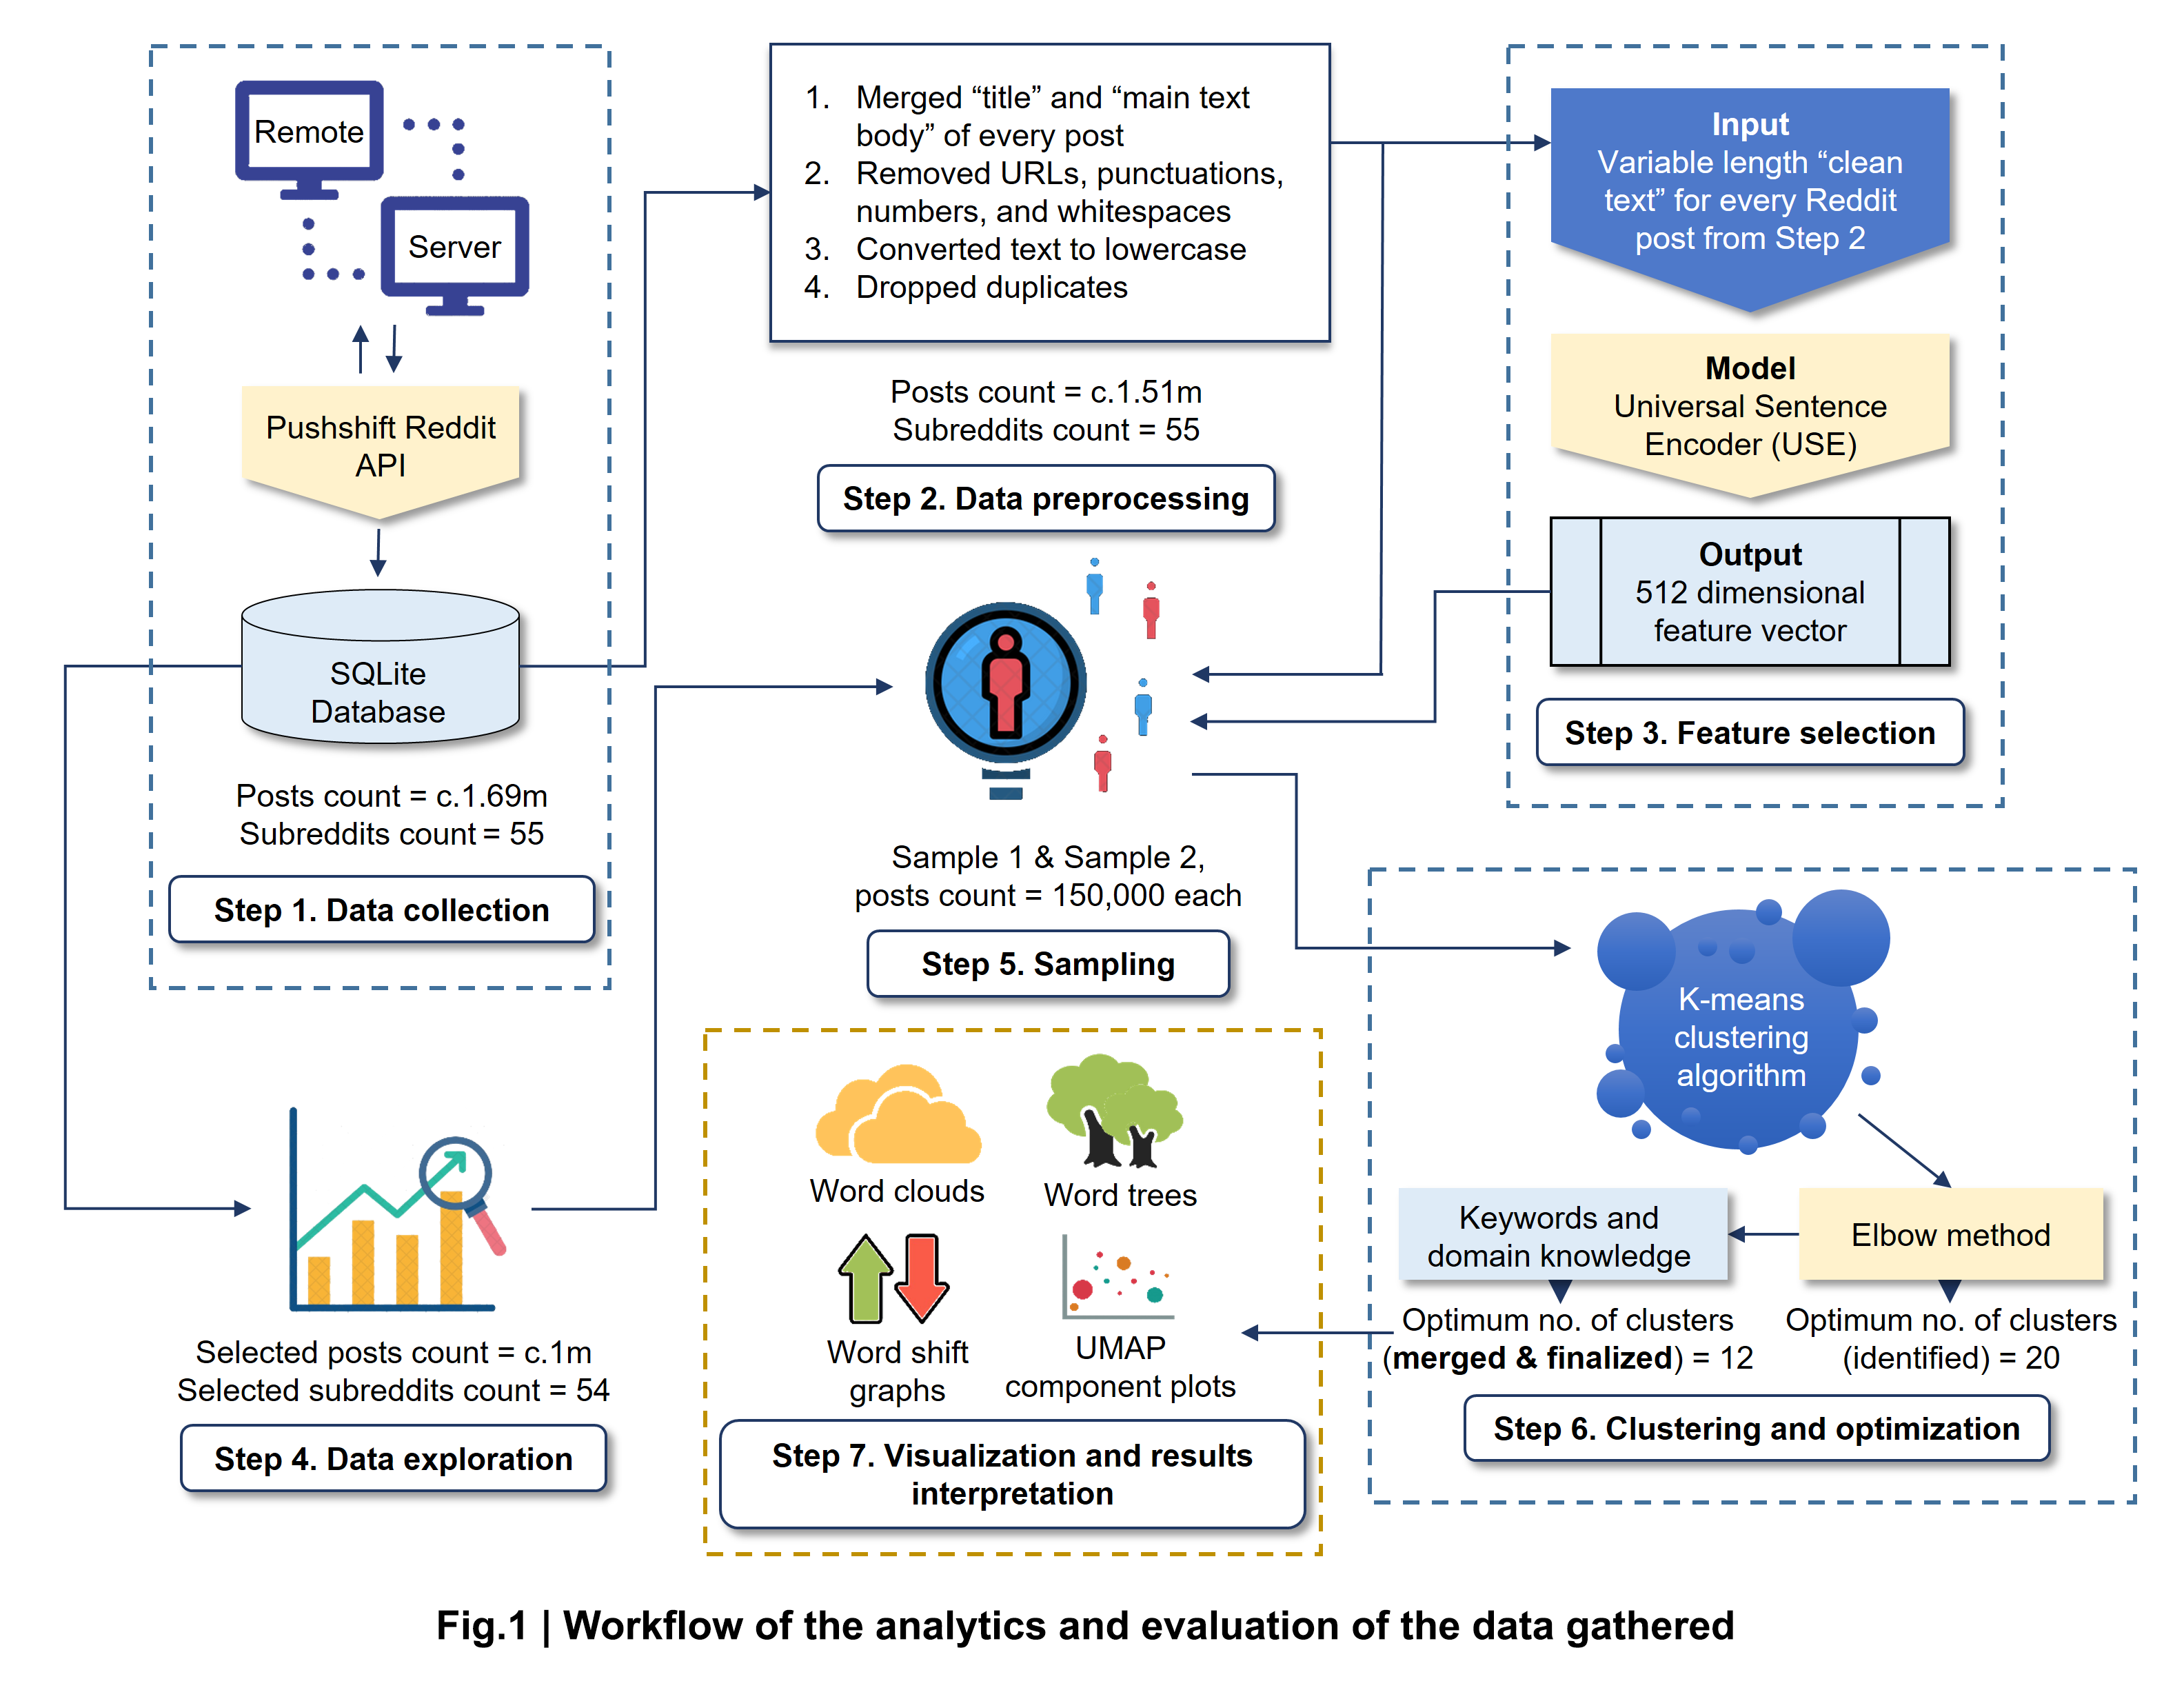 Remote
Server
Pushshift Reddit
API
SQLite
Database
Posts count = c.1.69m
Subreddits count = 55
Step 1. Data collection
1. Merged “title” and “main text
body” of every post
2. Removed URLs, punctuations,
numbers, and whitespaces
3. Converted text to lowercase
4. Dropped duplicates
Posts count = c.1.51m
Subreddits count = 55
Step 2. Data preprocessing
Input
Variable length “clean
text” for every Reddit
post from Step 2
Model
Universal Sentence
Encoder (USE)
Output
512 dimensional
feature vector
Step 3. Feature selection
Selected posts count = c.1m
Selected subreddits count = 54
Step 4. Data exploration
Sample 1 & Sample 2,
posts count = 150,000 each
Step 5. Sampling
K-means
clustering
algorithm
Elbow method
Optimum no. of clusters
(identified) = 20
Keywords and
domain knowledge
Optimum no. of clusters
(merged & finalized) = 12
Step 6. Clustering and optimization
Word clouds
Word trees
Word shift
graphs
UMAP
component plots
Step 7. Visualization and results
interpretation
Fig.1 | Workflow of the analytics and evaluation of the data gathered